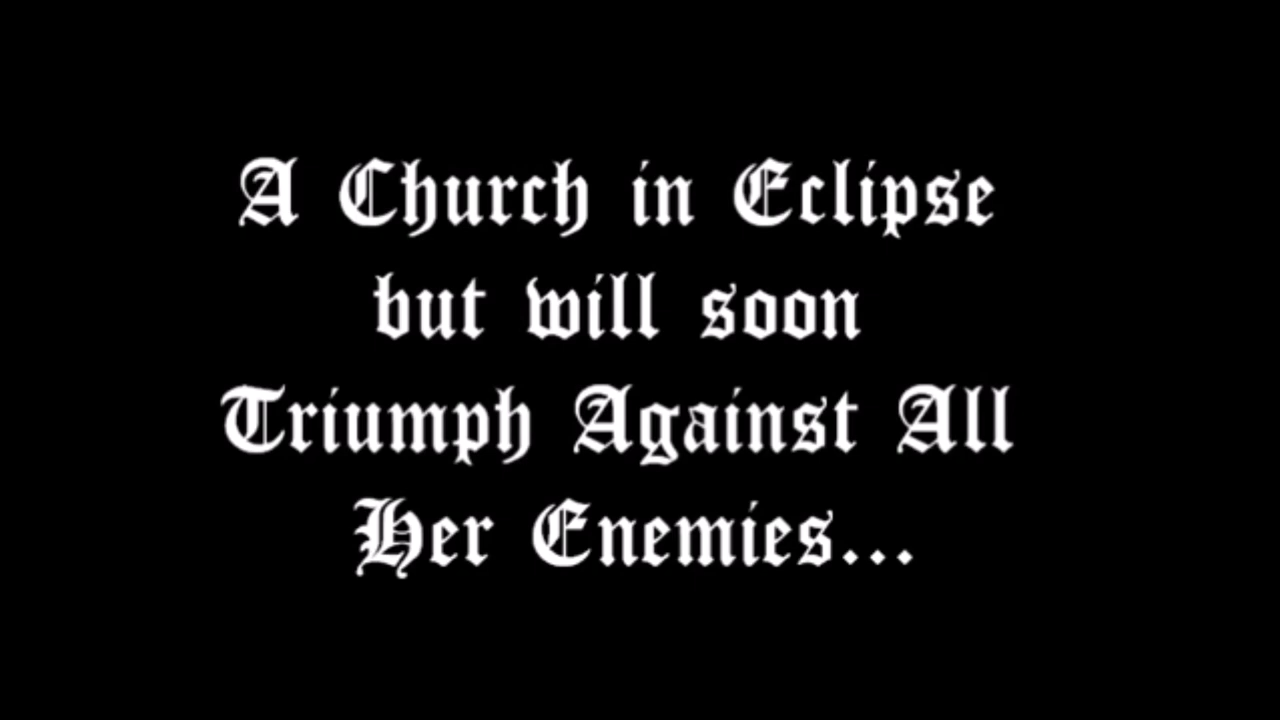 A Church in Eclipse
but will soon
Triumph Against All
Her Enemies...